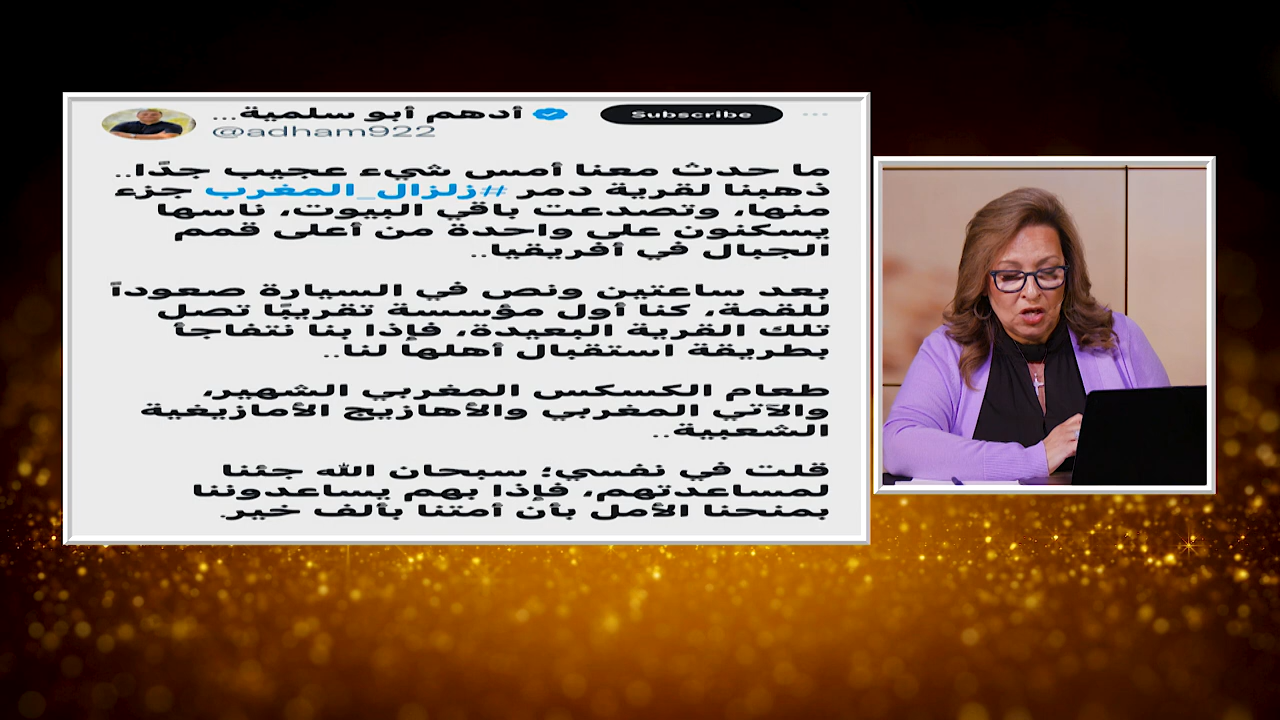 أدهم أبو سلمية...
Subscribe
@adham922
ما حدث معنا أمس شيء عجيب جدًا..
ذهبنا لقرية دمر #زلزال_المغرب جزء
منها، وتصدعت باقي البيوت، ناسها
يسكنون على واحدة من أعلى قمم
الجبال في أفريقيا..
بعد ساعتين ونص في السيارة صعوداً
للقمة، كنا أول مؤسسة تقريبًا تصل
تلك القرية البعيدة، فإذا بنا نتفاجأ
بطريقة استقبال أهلها لنا..
طعام الكسكس المغربي الشهير،
والآتي المغربي والأهازيج الأمازيغية
الشعبية..
قلت في نفسي؛ سبحان الله جئنا
لمساعدتهم، فإذا بهم يساعدوننا
بمنحنا الأمل بأن أمتنا بألف خير.